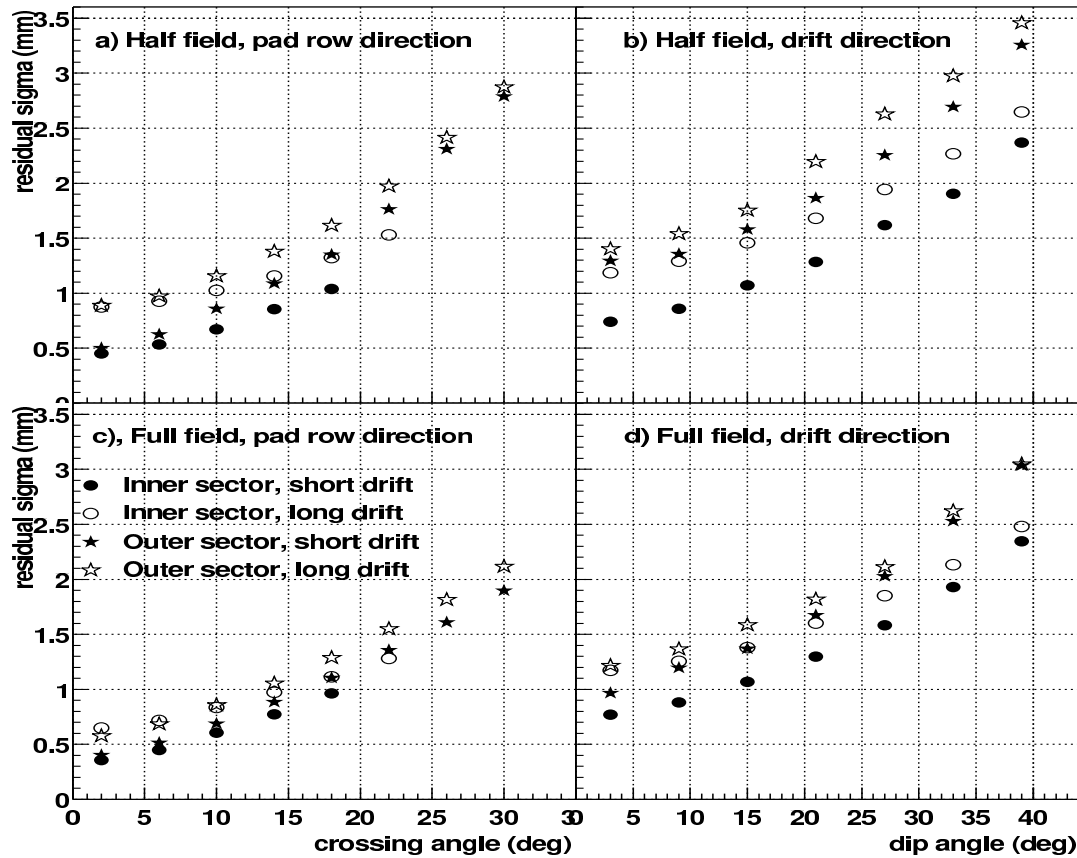 a) Half field, pad row direction
b) Half field, drift direction
residual sigma (mm)
3.5
3
2.5
2
1.5
1
0.5
0
c), Full field, pad row direction
d) Full field, drift direction
Inner sector, short drift
Inner sector, long drift
Outer sector, short drift
Outer sector, long drift
residual sigma (mm)
3.5
3
2.5
2
1.5
1
0.5
0
0 5 10 15 20 25 30 5 10 15 20 25 30 35 40
crossing angle (deg)
dip angle (deg)